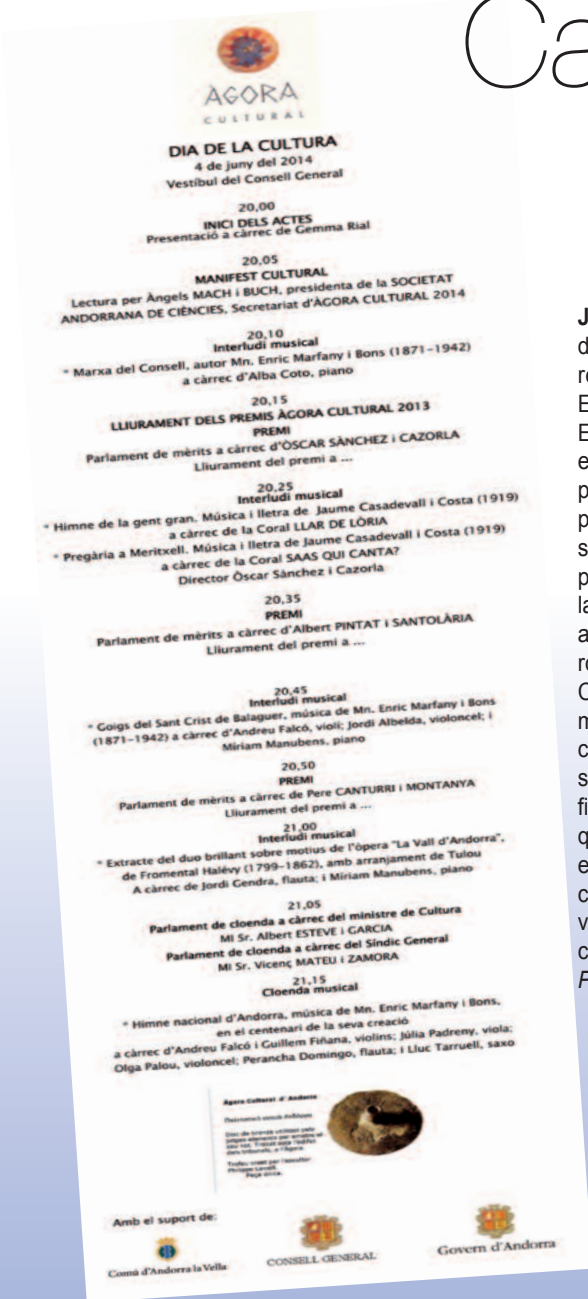 Ca
ÀGORA
CULTURAL
DIA DE LA CULTURA
4 de juny del 2014
Vestíbul del Consell General
20,00
INICI DELS ACTES
Presentació a càrrec de Gemma Rial
20,05
MANIFEST CULTURAL
Lectura per Àngels MACH i BUCH, presidenta de la SOCIETAT
ANDORRANA DE CIÈNCIES, Secretariat d'ÀGORA CULTURAL 2014
20,10
Interludi musical
* Marxa del Consell, autor Mn. Enric Marfany i Bons (1871-1942)
a càrrec d'Alba Coto, piano
20,15
LLIURAMENT DELS PREMIS ÀGORA CULTURAL 2013
PREMI
Parlament de mèrits a càrrec d'ÒSCAR SÀNCHEZ i CAZORLA
Lliurament del premi a ...
20,25
Interludi musical
* Himne de la gent gran. Música i lletra de Jaume Casadevall i Costa (1919)
a càrrec de la Coral LLAR DE LÒRIA
* Pregària a Meritxell. Música i lletra de Jaume Casadevall i Costa (1919)
a càrrec de la Coral SAAS QUI CANTA?
Director Òscar Sànchez i Cazorla
20,35
PREMI
Parlament de mèrits a càrrec d'Albert PINTAT i SANTOLÀRIA
Lliurament del premi a ...
20,45
Interludi musical
* Goigs del Sant Crist de Balaguer, música de Mn. Enric Marfany i Bons
(1871-1942) a càrrec d'Andreu Falcó, violí; Jordi Albelda, violoncel; i
Míriam Manubens, piano
20,50
PREMI
Parlament de mèrits a càrrec de Pere CANTURRI i MONTANYA
Lliurament del premi a ...
21,00
Interludi musical
* Extracte del duo brillant sobre motius de l'òpera "La Vall d'Andorra",
de Fromental Halévy (1799-1862), amb arranjament de Tulou
A càrrec de Jordi Gendra, flauta; i Míriam Manubens, piano
21,05
Parlament de cloenda a càrrec del ministre de Cultura
MI Sr. Albert ESTEVE i GARCIA
Parlament de cloenda a càrrec del Síndic General
MI Sr. Vicenç MATEU i ZAMORA
21,15
Cloenda musical
* Himne nacional d'Andorra, música de Mn. Enric Marfany i Bons,
en el centenari de la seva creació
a càrrec d'Andreu Falcó i Guillem Fiñana, violins; Júlia Padreny, viola;
Olga Palou, violoncel; Perancha Domingo, flauta; i Lluc Tarruell, saxo
Àgora Cultural d'Andorra
Amb el suport de:
Comú d'Andorra la Vella
CONSELL GENERAL
Govern d'Andorra